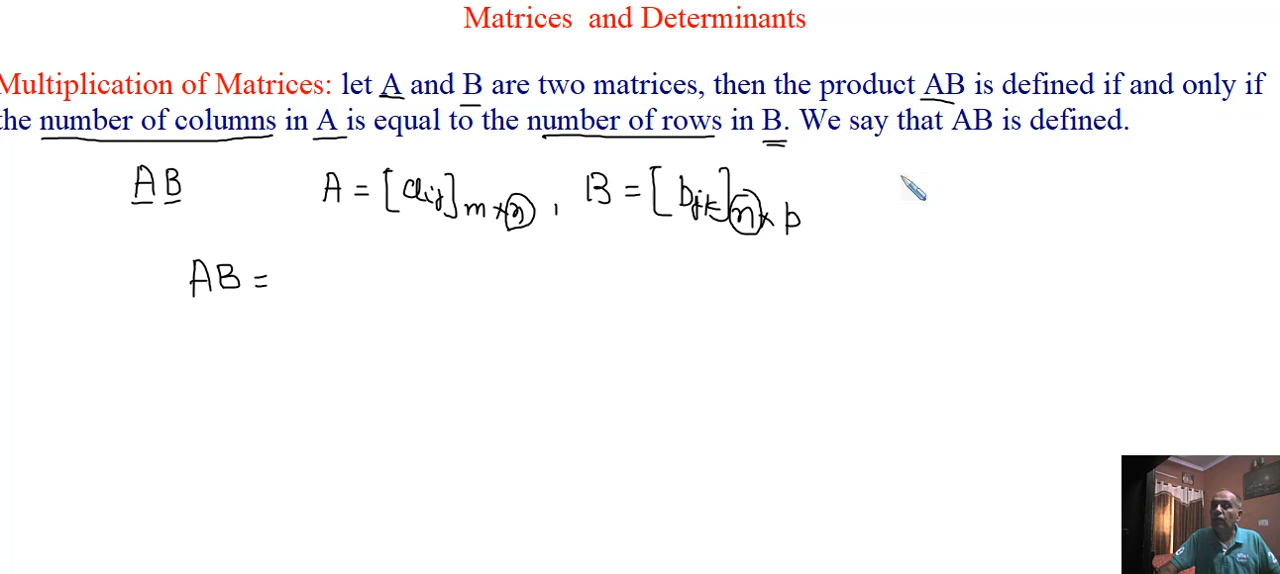 Matrices and Determinants
Multiplication of Matrices: let A and B are two matrices, then the product AB is defined if and only if
the number of columns in A is equal to the number of rows in B. We say that AB is defined.
AB A = [aij]m×n , B = [bjk]n×p
AB =